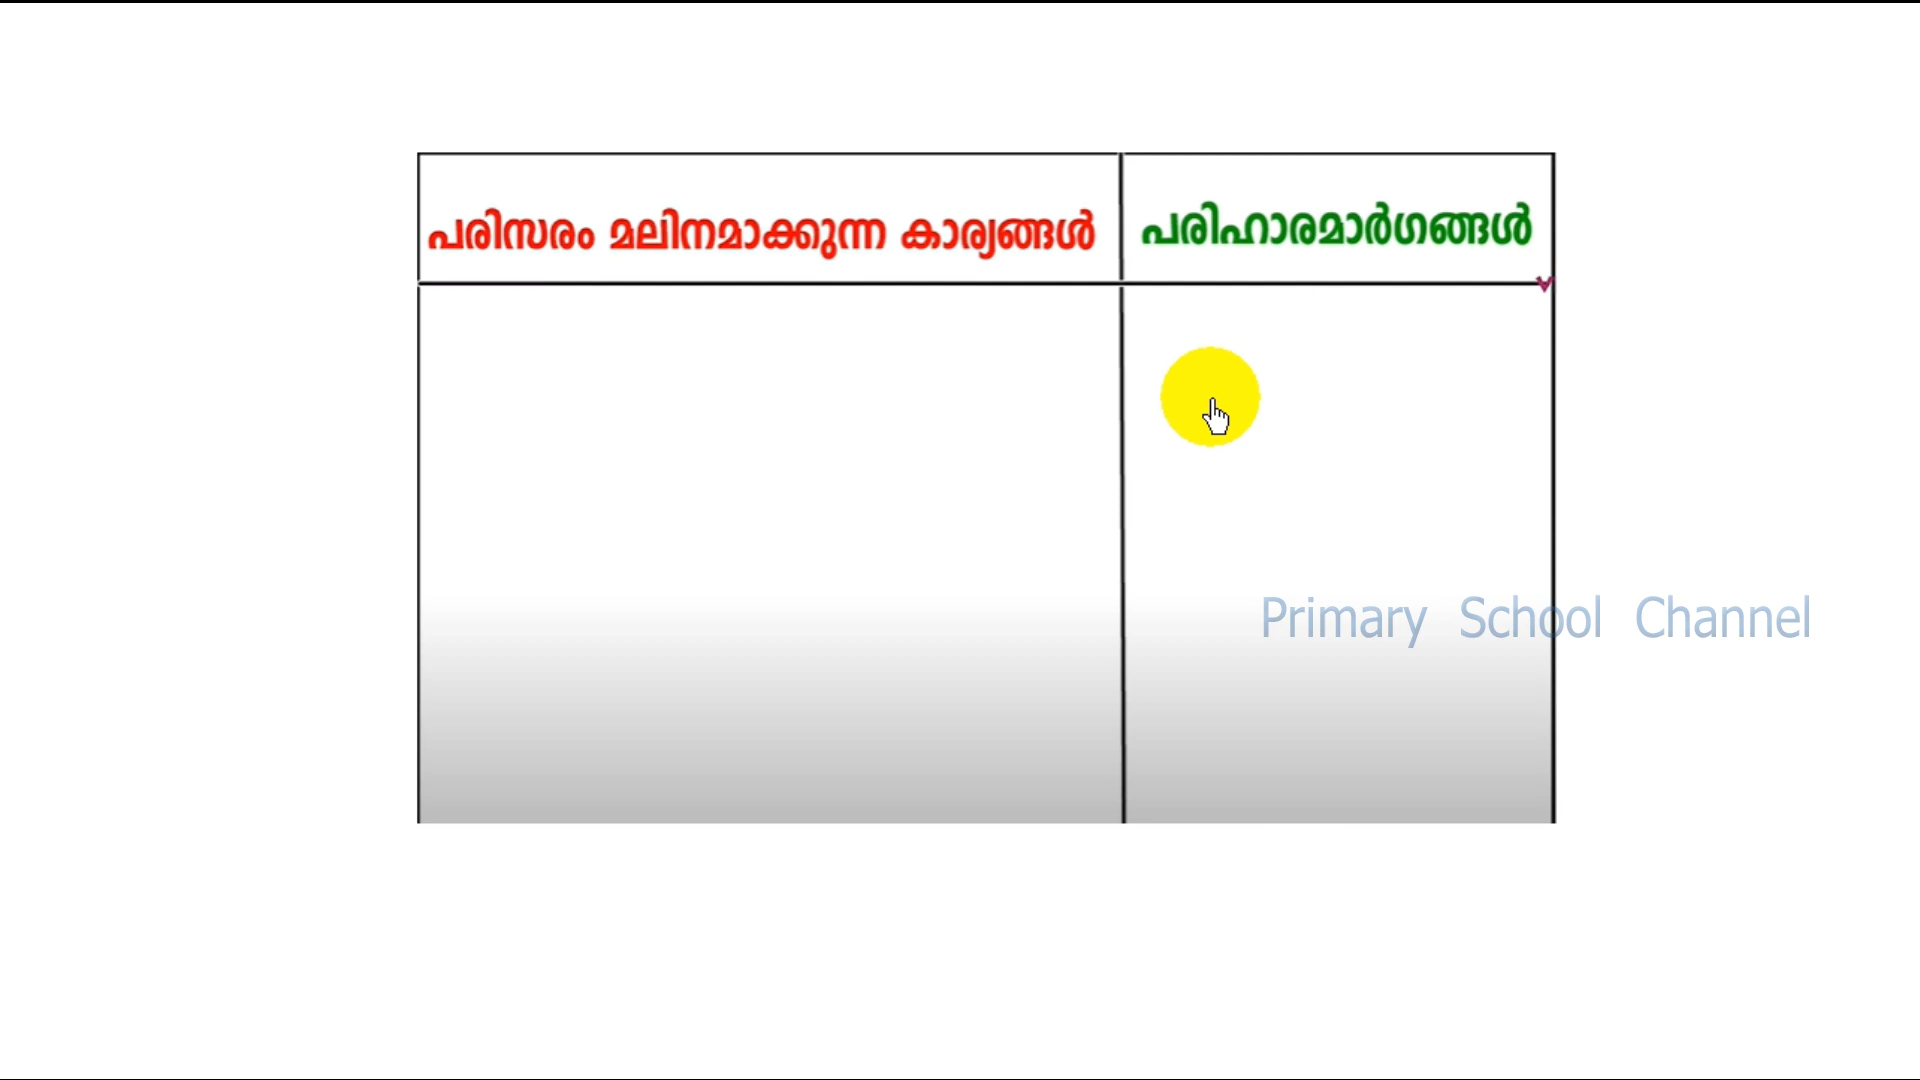 പരിസരം മലിനമാക്കുന്ന കാര്യങ്ങൾ
പരിഹാരമാർഗങ്ങൾ
Primary School Channel